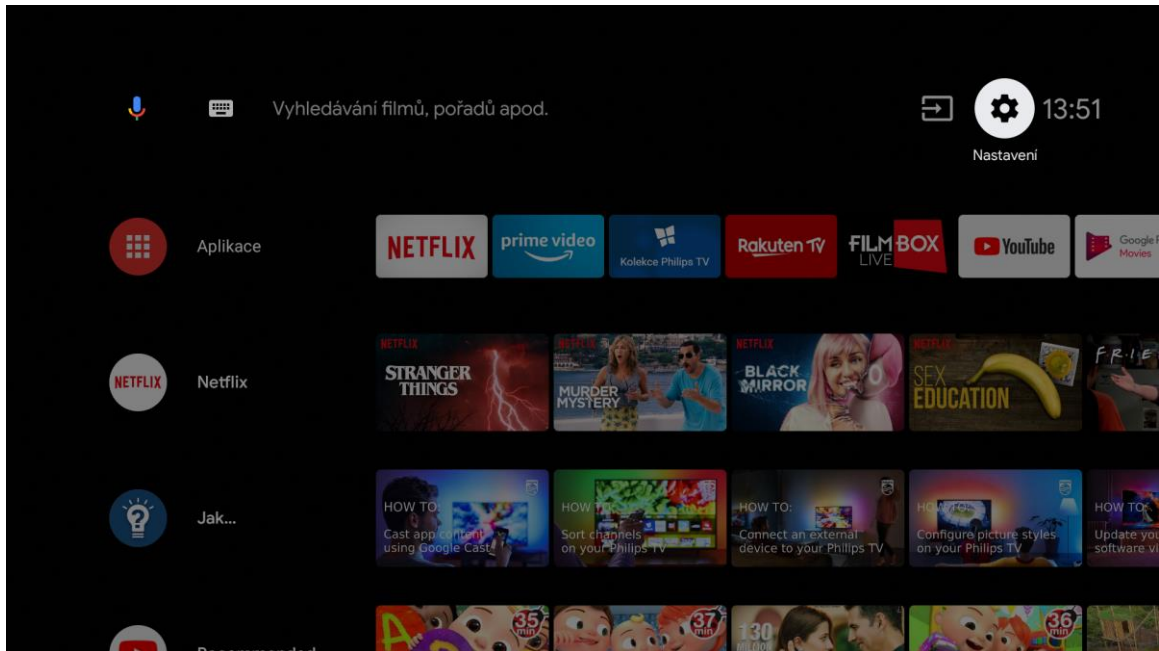 Vyhledávání filmů, pořadů apod.
13:51
Nastavení
Aplikace
NETFLIX
prime video
Kolekce Philips TV
Rakuten TV
FILMBOX
LIVE
YouTube
Google
Movies
NETFLIX
Netflix
NETFLIX
STRANGER
THINGS
NETFLIX
MURDER
MYSTERY
NETFLIX
BLACK
MIRROR
NETFLIX
SEX
EDUCATION
Jak...
HOW TO:
Cast app content
using Google Cast
HOW TO:
Sort channels
on your Philips TV
HOW TO:
Connect an external
device to your Philips TV
HOW TO:
Configure picture styles
on your Philips TV
HOW TO:
Update you
software vi
Recommended
A
35
min
37
min
130
36
min